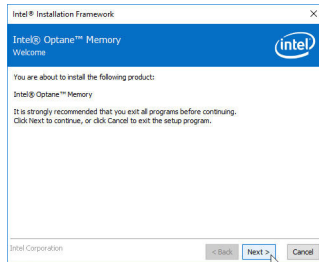 Intel® Installation Framework
Intel® Optane™ Memory
Welcome
intel
You are about to install the following product:
Intel® Optane™ Memory
It is strongly recommended that you exit all programs before continuing.
Click Next to continue, or click Cancel to exit the setup program.
Intel Corporation
< Back
Next >
Cancel